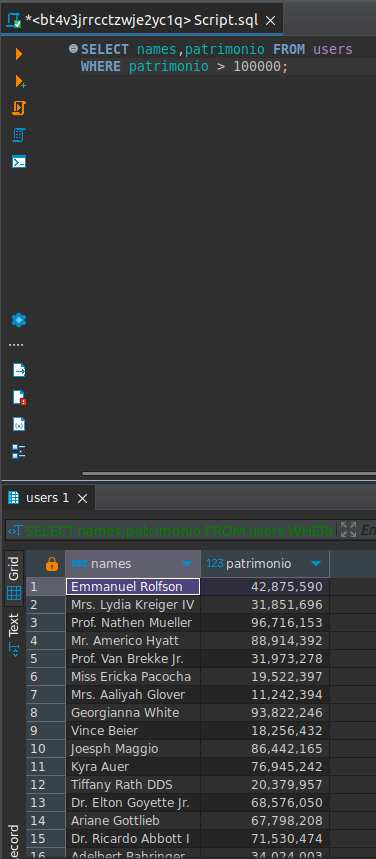 *<bt4v3jrrcctzwje2yc1q> Script.sql
SELECT names,patrimonio FROM users
WHERE patrimonio > 100000;
users 1
SELECT names,patrimonio FROM users WHERE
Grid
Text
names
123 patrimonio
1 Emmanuel Rolfson 42,875,590
2 Mrs. Lydia Kreiger IV 31,851,696
3 Prof. Nathen Mueller 96,716,153
4 Mr. Americo Hyatt 88,914,392
5 Prof. Van Brekke Jr. 31,973,278
6 Miss Ericka Pacocha 19,522,397
7 Mrs. Aaliyah Glover 11,242,394
8 Georgianna White 93,822,246
9 Vince Beier 18,256,432
10 Joesph Maggio 86,442,165
11 Kyra Auer 76,945,242
12 Tiffany Rath DDS 20,379,957
13 Dr. Elton Goyette Jr. 68,576,050
14 Ariane Gottlieb 67,798,208
15 Dr. Ricardo Abbott I 71,530,474
16 Adelbert Bahringer 34,024,003